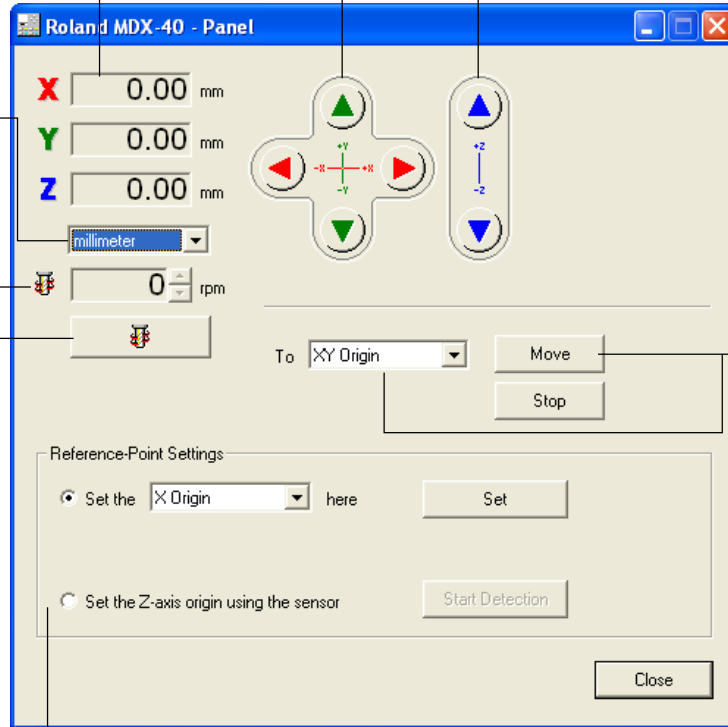 Roland MDX-40 - Panel
X 0.00 mm
Y 0.00 mm
Z 0.00 mm
+Y
-X +X
-Y
+Z
-Z
millimeter
0 rpm
To XY Origin Move
Stop
Reference-Point Settings
Set the X Origin here Set
Set the Z-axis origin using the sensor Start Detection
Close